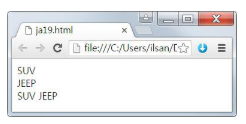 ja19.html
file:///C:/Users/ilsan/D
SUV
JEEP
SUV JEEP